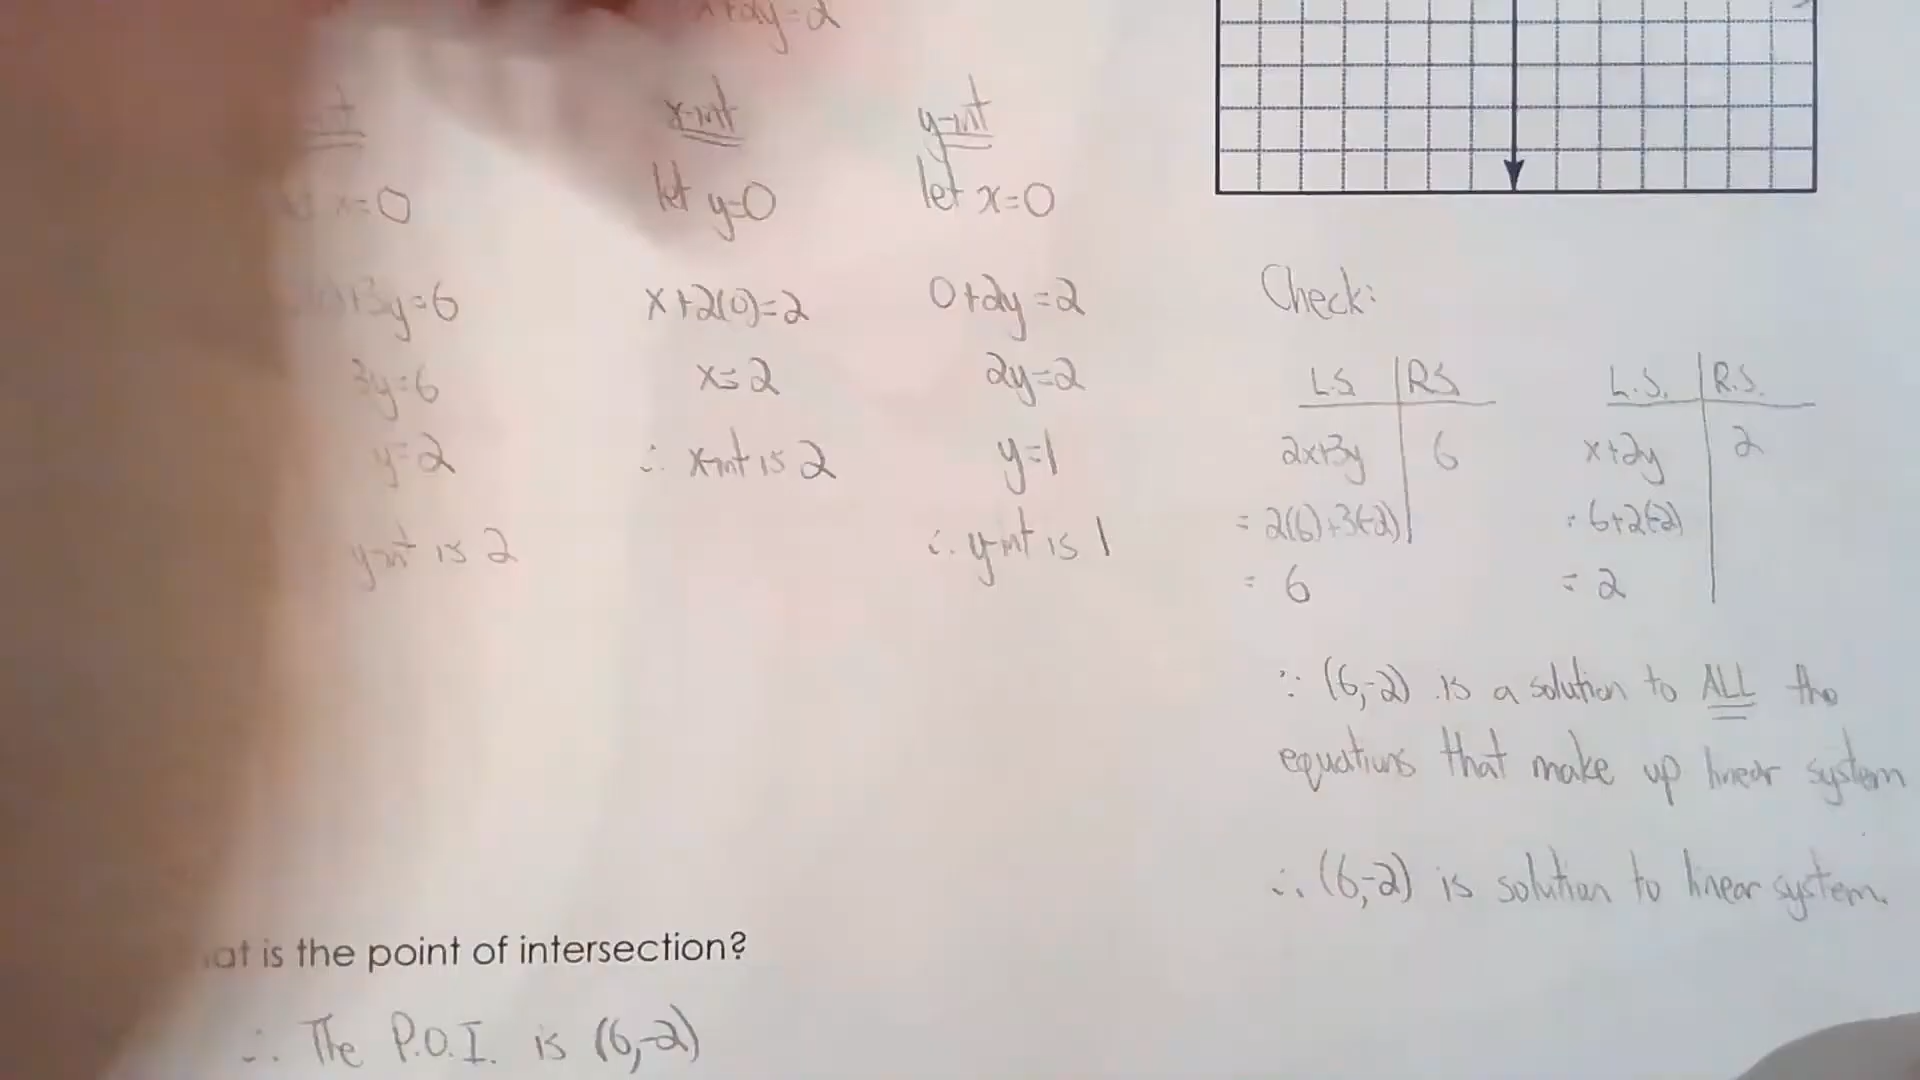 x+2y=2
x=0
+3y=6
3y=6
y=2
y-int is 2
x-int
let y=0
x+2(0)=2
x=2
∴ x-int is 2
y-int
let x=0
0+2y=2
2y=2
y=1
∴ y-int is 1
Check:
L.S. R.S.
2x+3y 6
= 2(6)+3(-2)
= 6
L.S. R.S.
x+2y 2
= 6+2(-2)
= 2
∵ (6,-2) is a solution to ALL the
equations that make up linear system
∴ (6,-2) is solution to linear system.
is the point of intersection?
∴ The P.O.I. is (6,-2)